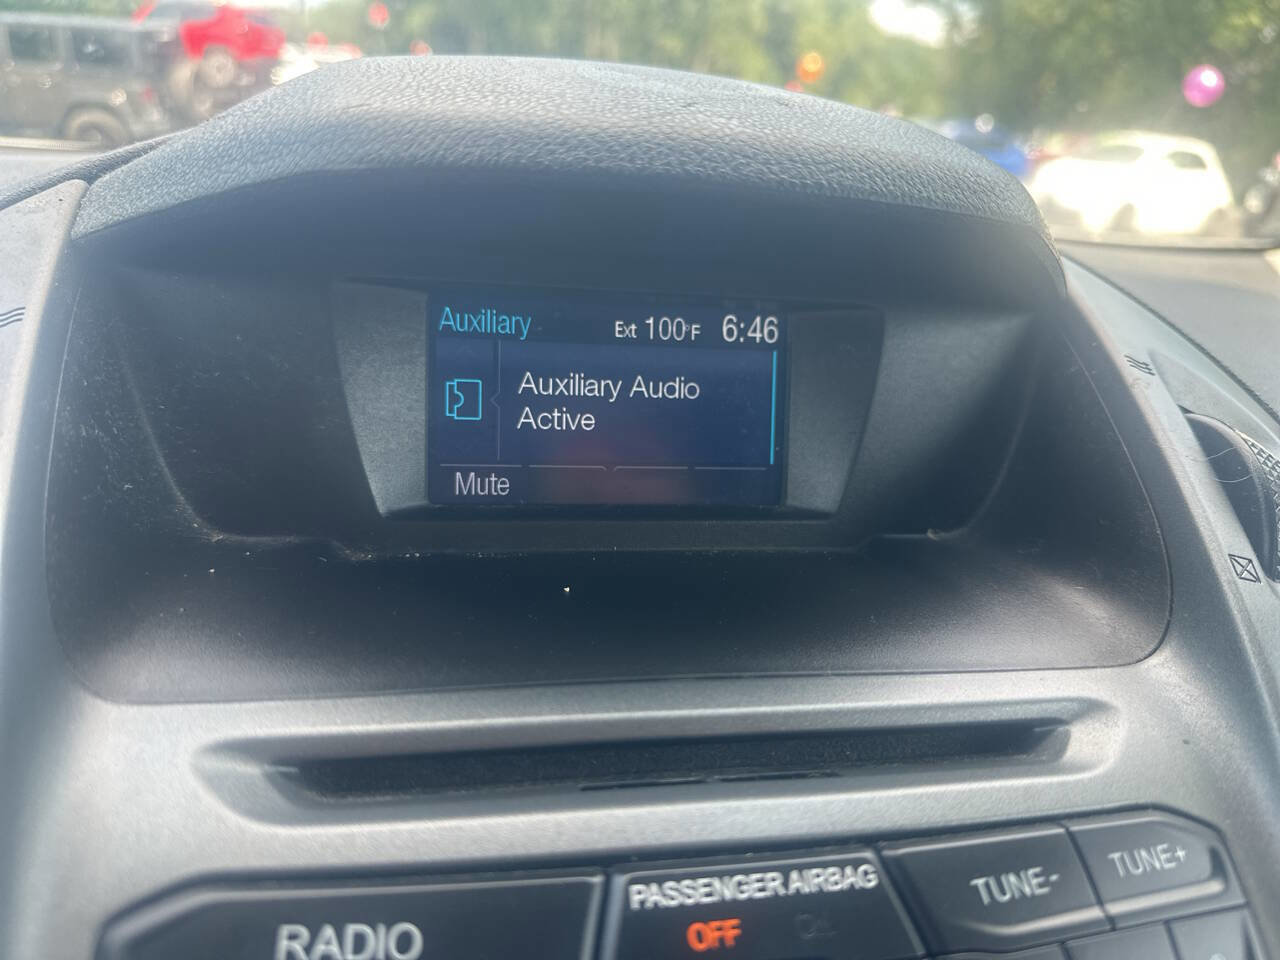 Auxiliary Ext 100°F 6:46
Auxiliary Audio
Active
Mute
RADIO
PASSENGER AIRBAG
OFF
TUNE-
TUNE+